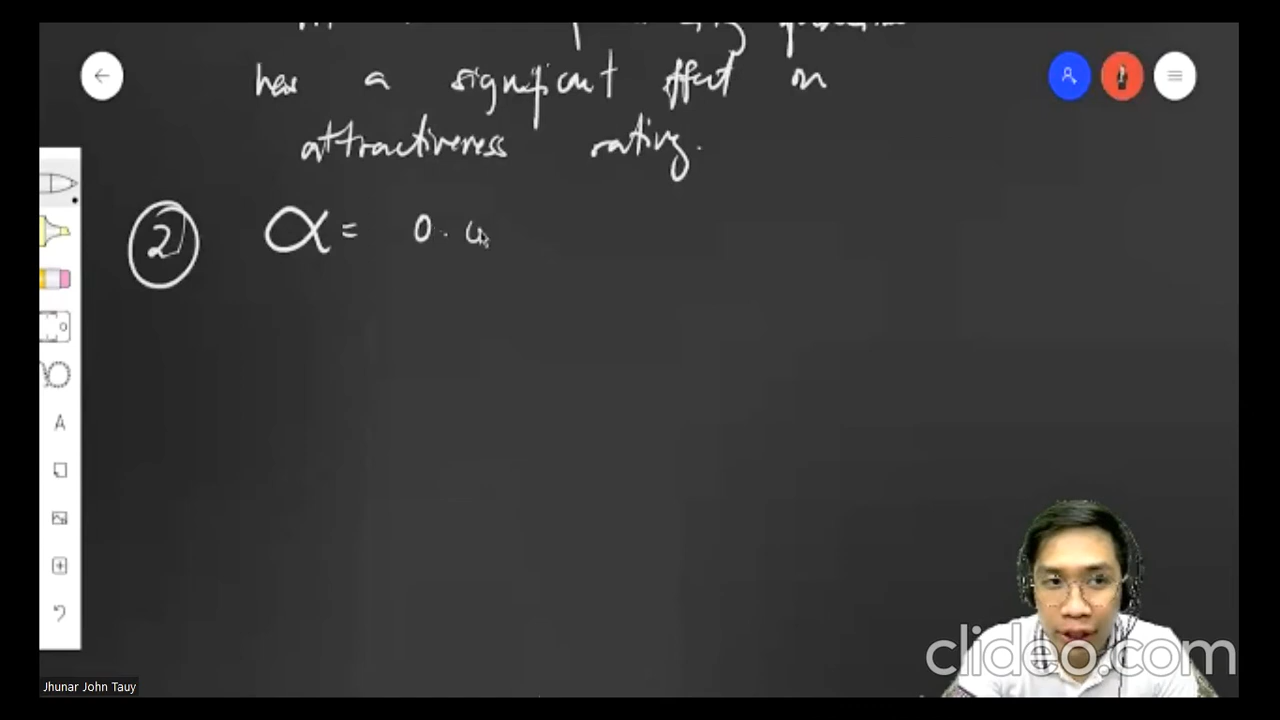 has a significant effect on
attractiveness rating.
2 α = 0.
A
clideo.com
Jhunar John Tauy